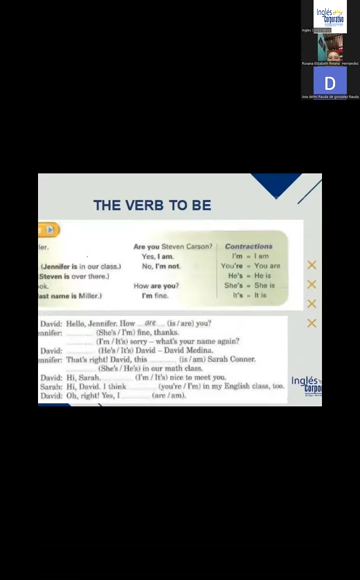 Inglés
Corporativo
D
THE VERB TO BE
ler.
(Jennifer is in our class.)
Steven is over there.)
ok.
ast name is Miller.)
Are you Steven Carson?
Yes, I am.
No, I'm not.
How are you?
I'm fine.
Contractions
I'm = I am
You're = You are
He's = He is
She's = She is
It's = It is
David: Hello, Jennifer. How are (is / are) you?
nnifer: (She's / I'm) fine, thanks.
(I'm / It's) sorry – what's your name again?
David: (He's / It's) David – David Medina.
nnifer: That's right! David, this (is / am) Sarah Conner.
(She's / He's) in our math class.
David: Hi, Sarah. (I'm / It's) nice to meet you.
Sarah: Hi, David. I think (you're / I'm) in my English class, too.
David: Oh, right! Yes, I (are / am).
Inglés
Corp